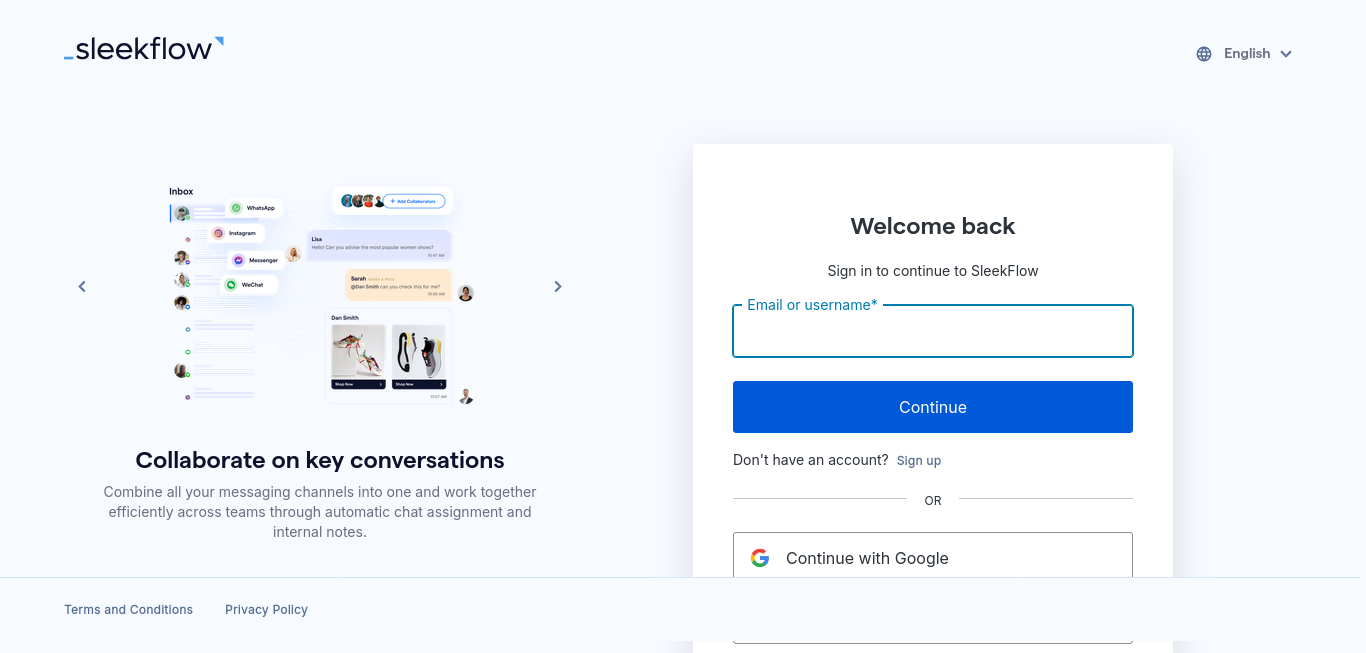 _sleekflow
English
Inbox
WhatsApp
Instagram
Messenger
WeChat
+ Add Collaborators
Lisa
Hello! Can you advise the most popular women shoes?
10:47 AM
Sarah
@Dan Smith can you check this for me?
10:50 AM
Dan Smith
Shop Now
Shop Now
10:57 AM
Collaborate on key conversations
Combine all your messaging channels into one and work together
efficiently across teams through automatic chat assignment and
internal notes.
Welcome back
Sign in to continue to SleekFlow
Email or username*
Continue
Don't have an account? Sign up
OR
Continue with Google
Terms and Conditions
Privacy Policy